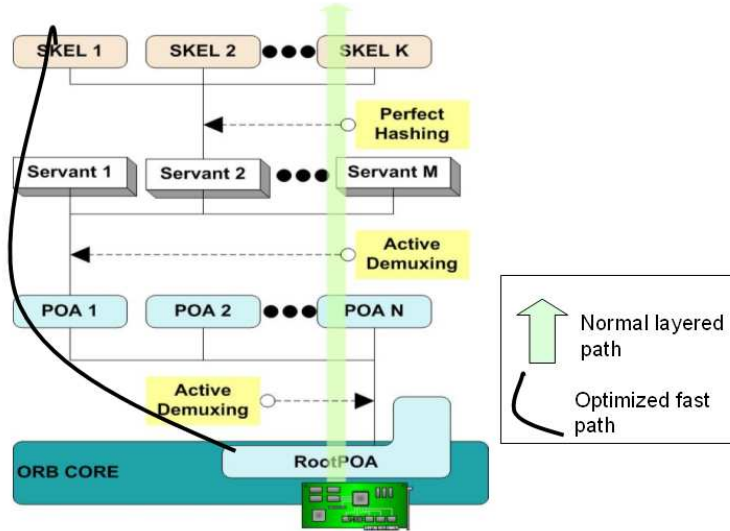 SKEL 1
SKEL 2
SKEL K
Perfect
Hashing
Servant 1
Servant 2
Servant M
Active
Demuxing
POA 1
POA 2
POA N
Active
Demuxing
RootPOA
ORB CORE
Normal layered
path
Optimized fast
path